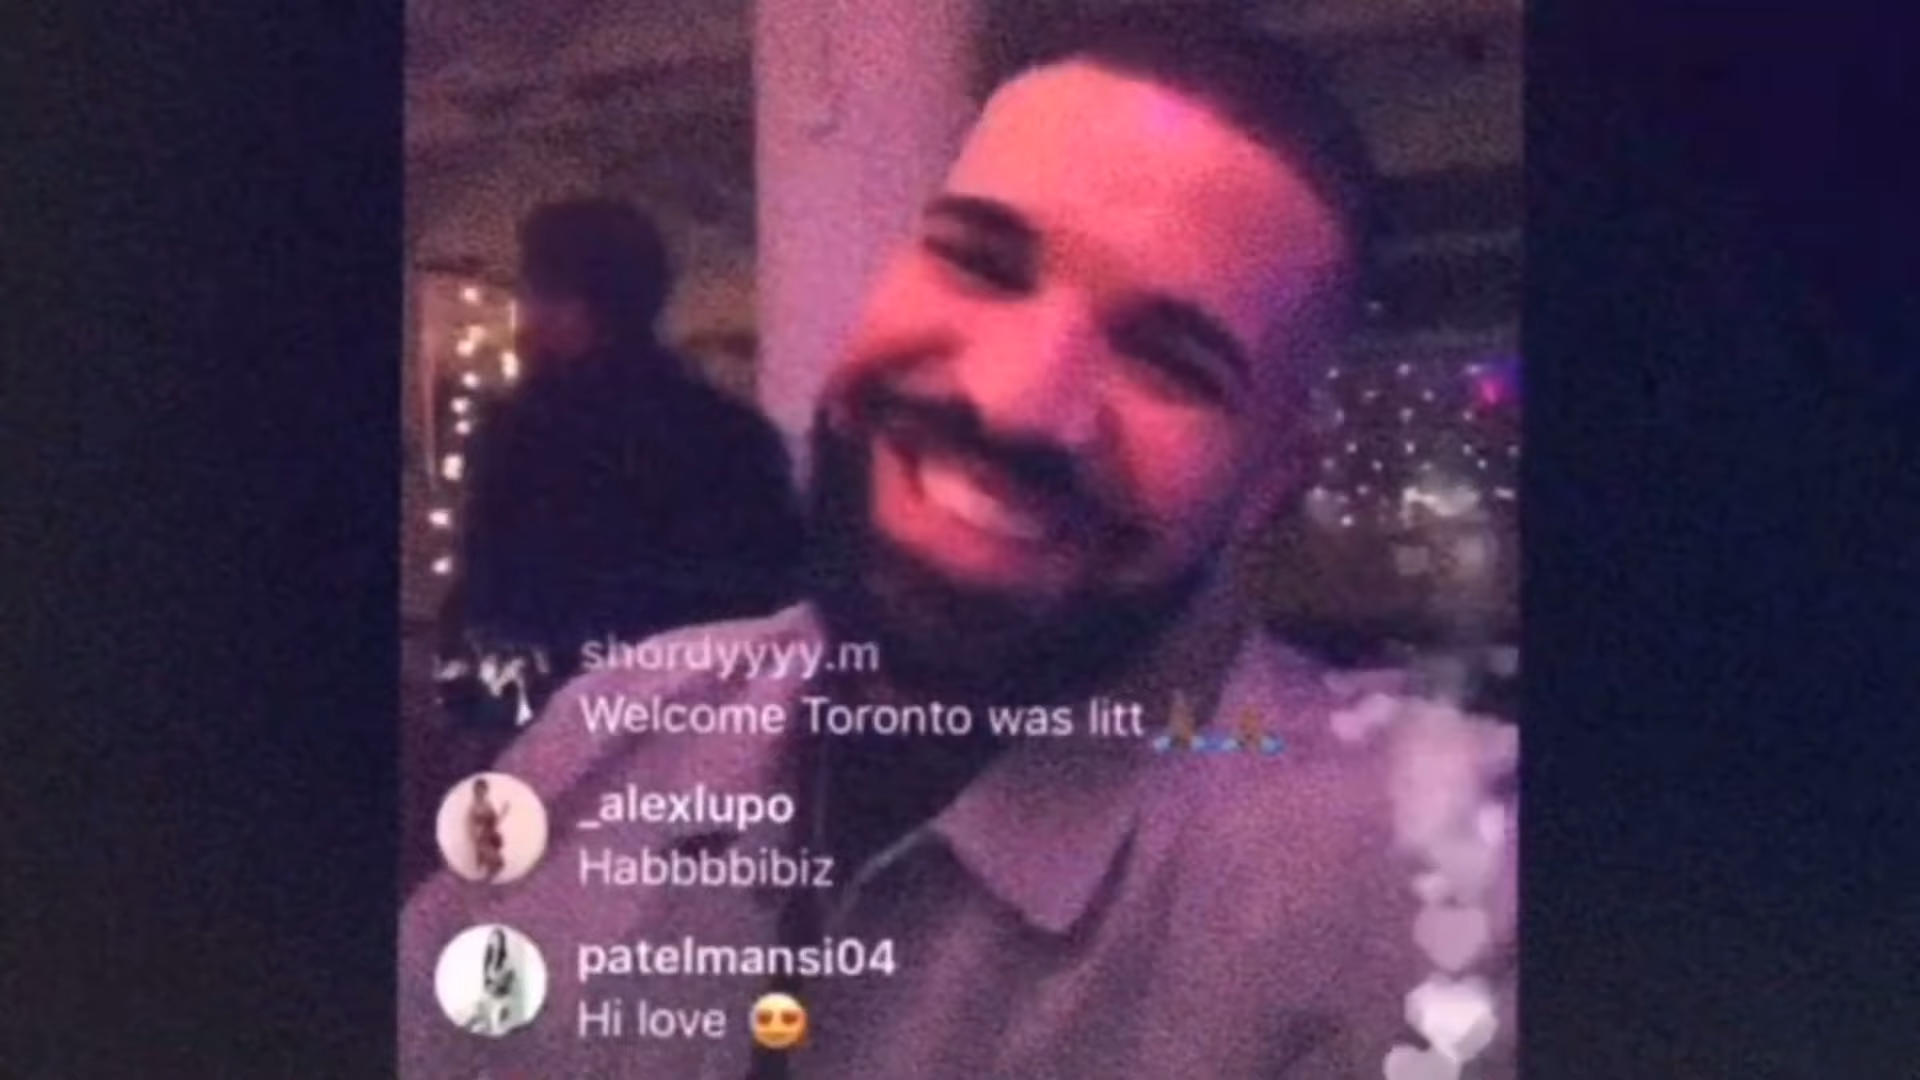 shordyyyy.m
Welcome Toronto was litt
_alexlupo
Habbbbibiz
patelmansi04
Hi love 😍